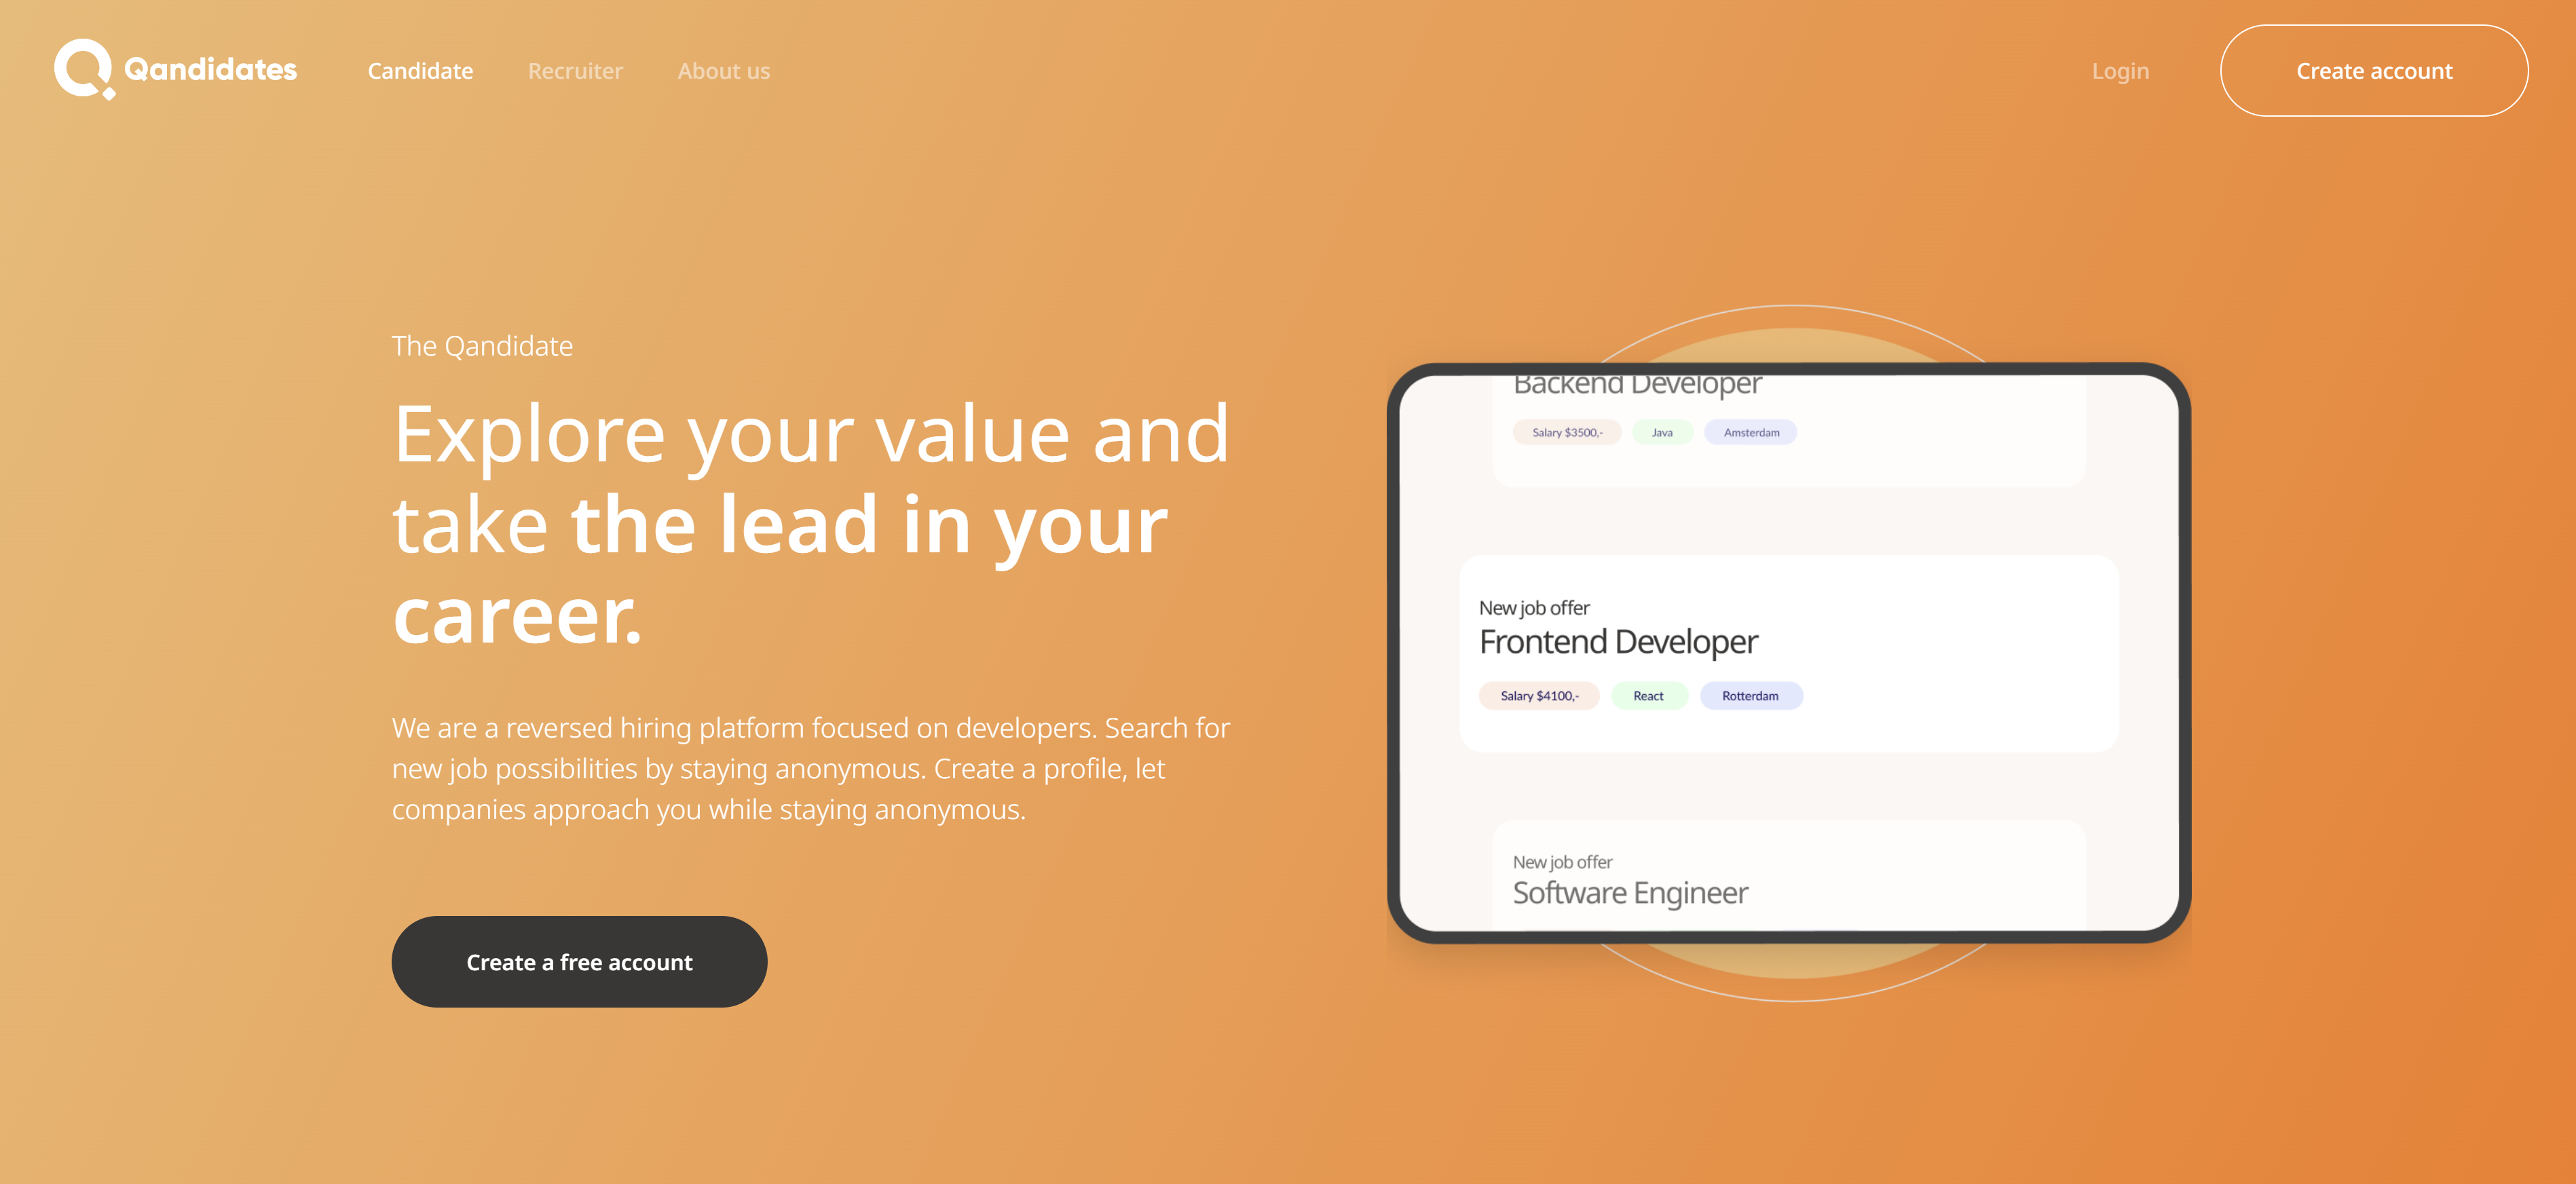 Qandidates
Candidate
Recruiter
About us
Login
Create account
The Qandidate
Explore your value and
take the lead in your
career.
We are a reversed hiring platform focused on developers. Search for
new job possibilities by staying anonymous. Create a profile, let
companies approach you while staying anonymous.
Create a free account
Backend Developer
Salary $3500,-
Java
Amsterdam
New job offer
Frontend Developer
Salary $4100,-
React
Rotterdam
New job offer
Software Engineer